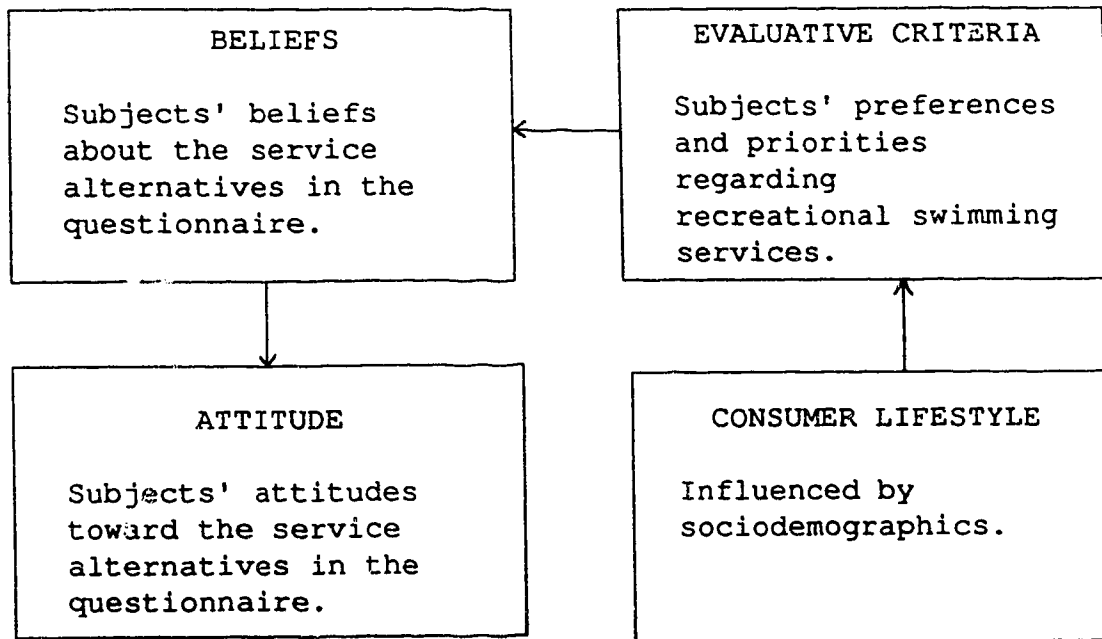 BELIEFS
Subjects' beliefs
about the service
alternatives in the
questionnaire.
EVALUATIVE CRITERIA
Subjects' preferences
and priorities
regarding
recreational swimming
services.
ATTITUDE
Subjects' attitudes
toward the service
alternatives in the
questionnaire.
CONSUMER LIFESTYLE
Influenced by
sociodemographics.